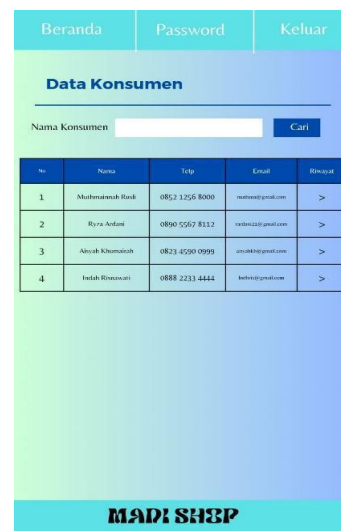 Beranda Password Keluar
Data Konsumen
Nama Konsumen Cari
No Nama Telp Email Riwayat
1 Muthmainnah Rusli 0852 1256 8000 >
2 Ryza Ardani 0890 5567 8112 >
3 Aisyah Khumairah 0823 4590 0999 >
4 Indah Risnawati 0888 2233 4444 >
MADI SHOP